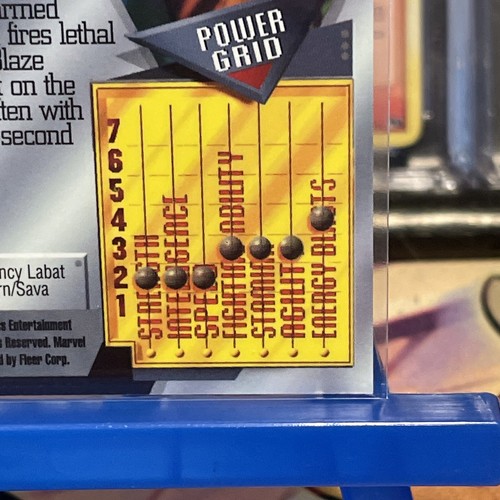 armed
fires lethal
Blaze
on the
tten with
second
POWER
GRID
7
6
5
4
3
2
1
STRENGTH
INTELLIGENCE
SPEED
FIGHTING ABILITY
STAMINA
AGILITY
ENERGY BLASTS
ncy Labat
rn/Sava
s Entertainment
s Reserved. Marvel
d by Fleer Corp.